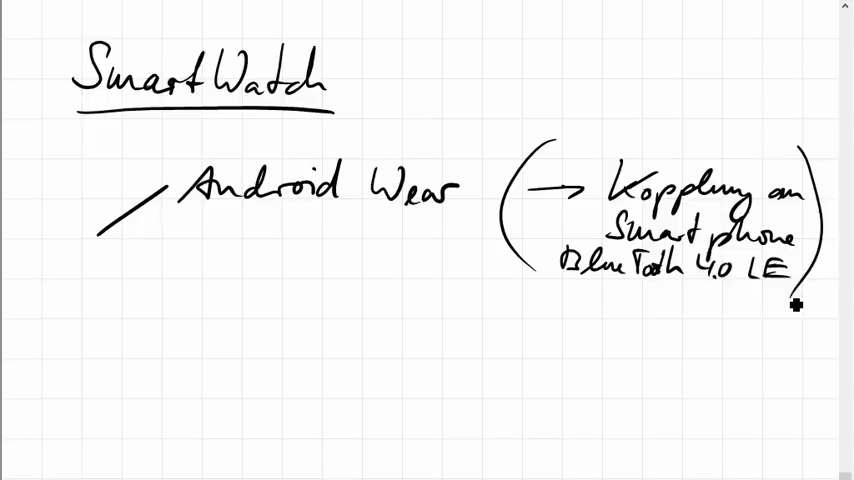 SmartWatch
Android Wear
(→ Kopplung an
Smartphone
BlueTooth 4.0 LE)